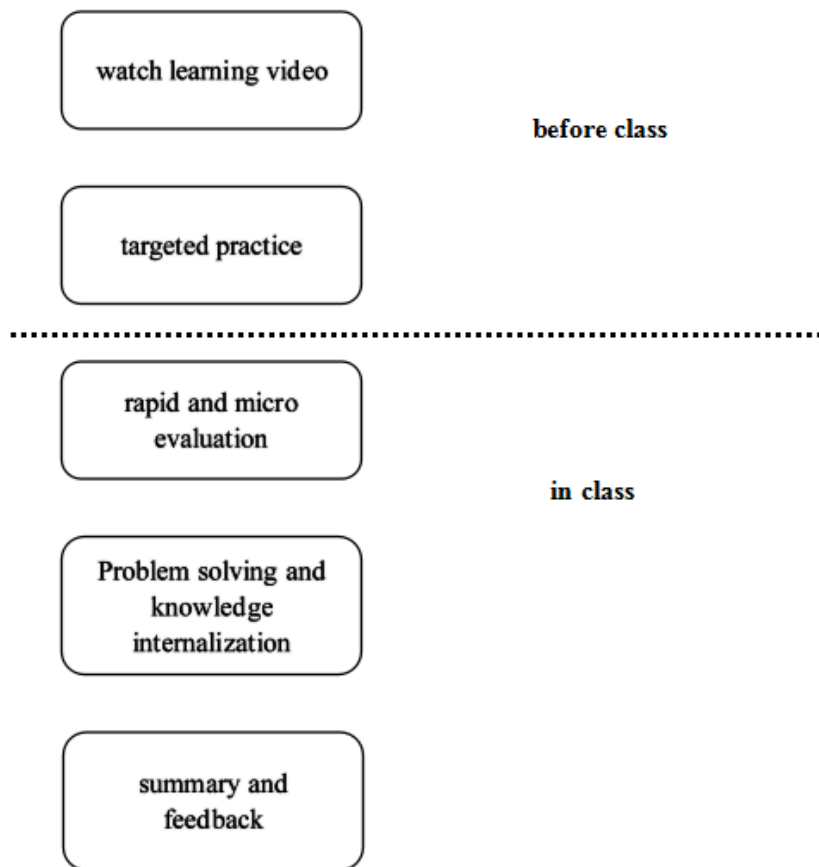 watch learning video
before class
targeted practice
rapid and micro
evaluation
in class
Problem solving and
knowledge
internalization
summary and
feedback